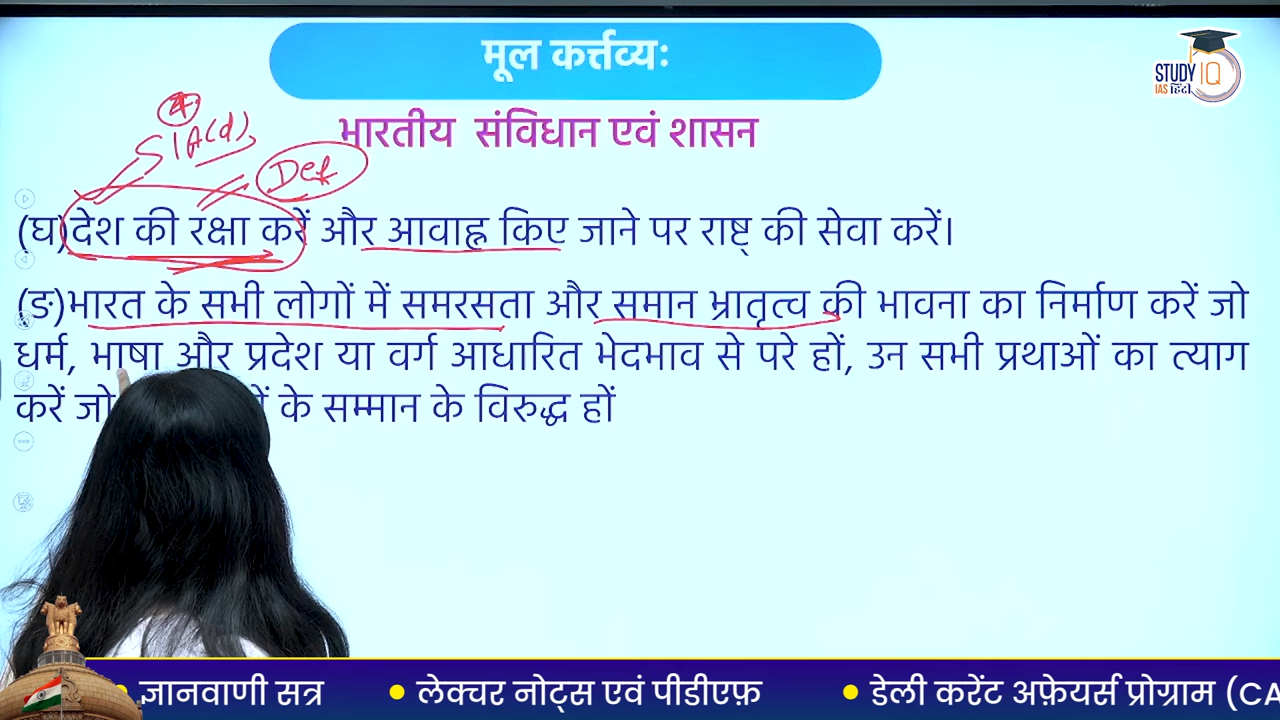 मूल कर्त्तव्यः
STUDY IQ
IAS हिंदी
भारतीय संविधान एवं शासन
51A(d)
Def
(घ)देश की रक्षा करें और आवाह्न किए जाने पर राष्ट् की सेवा करें।
(ङ)भारत के सभी लोगों में समरसता और समान भ्रातृत्व की भावना का निर्माण करें जो
धर्म, भाषा और प्रदेश या वर्ग आधारित भेदभाव से परे हों, उन सभी प्रथाओं का त्याग
करें जो के सम्मान के विरुद्ध हों
ज्ञानवाणी सत्र • लेक्चर नोट्स एवं पीडीएफ़ • डेली करेंट अफ़ेयर्स प्रोग्राम (CA